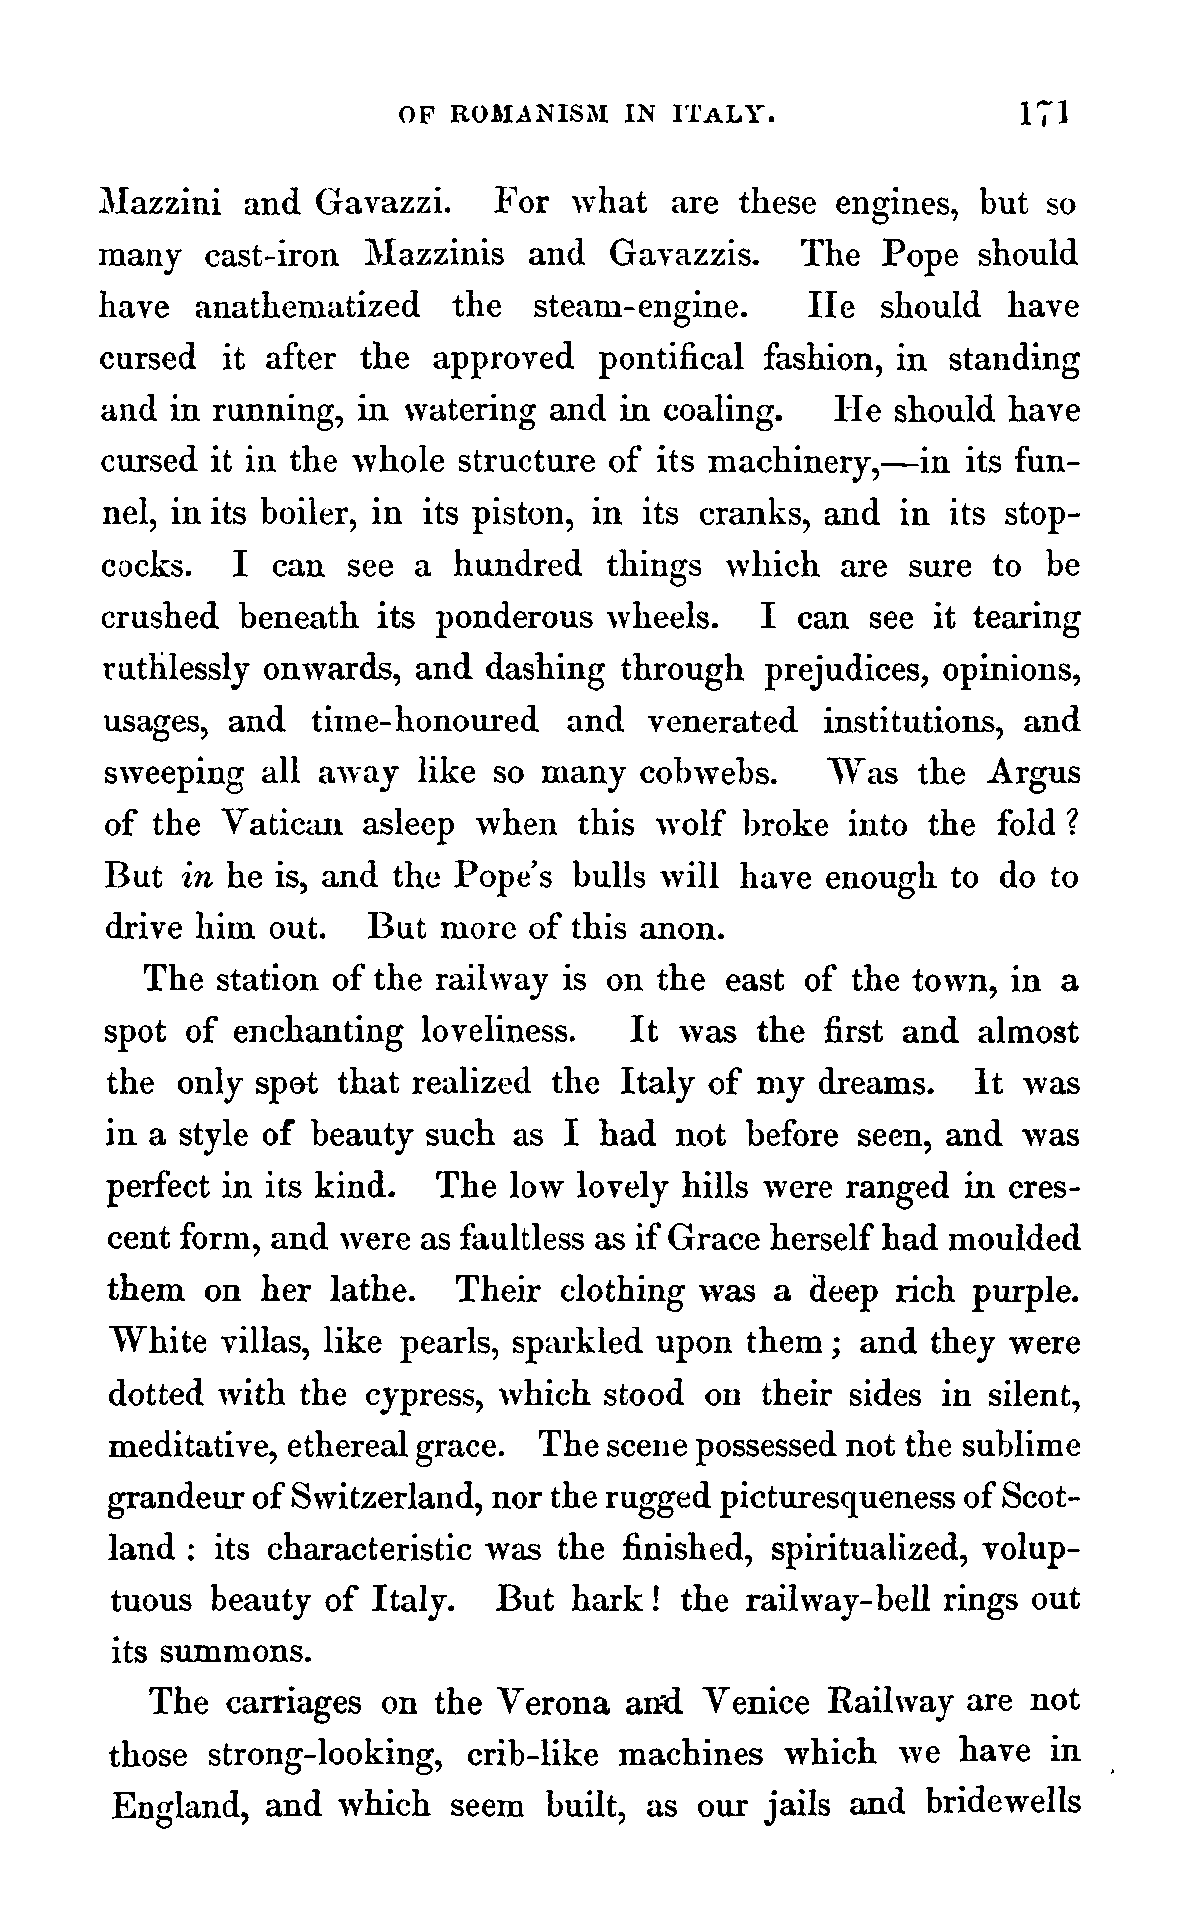 OF ROMANISM IN ITALY. 171
Mazzini and Gavazzi. For what are these engines, but so
many cast-iron Mazzinis and Gavazzis. The Pope should
have anathematized the steam-engine. He should have
cursed it after the approved pontifical fashion, in standing
and in running, in watering and in coaling. He should have
cursed it in the whole structure of its machinery,—in its fun-
nel, in its boiler, in its piston, in its cranks, and in its stop-
cocks. I can see a hundred things which are sure to be
crushed beneath its ponderous wheels. I can see it tearing
ruthlessly onwards, and dashing through prejudices, opinions,
usages, and time-honoured and venerated institutions, and
sweeping all away like so many cobwebs. Was the Argus
of the Vatican asleep when this wolf broke into the fold?
But in he is, and the Pope's bulls will have enough to do to
drive him out. But more of this anon.
The station of the railway is on the east of the town, in a
spot of enchanting loveliness. It was the first and almost
the only spot that realized the Italy of my dreams. It was
in a style of beauty such as I had not before seen, and was
perfect in its kind. The low lovely hills were ranged in cres-
cent form, and were as faultless as if Grace herself had moulded
them on her lathe. Their clothing was a deep rich purple.
White villas, like pearls, sparkled upon them; and they were
dotted with the cypress, which stood on their sides in silent,
meditative, ethereal grace. The scene possessed not the sublime
grandeur of Switzerland, nor the rugged picturesqueness of Scot-
land: its characteristic was the finished, spiritualized, volup-
tuous beauty of Italy. But hark! the railway-bell rings out
its summons.
The carriages on the Verona and Venice Railway are not
those strong-looking, crib-like machines which we have in
England, and which seem built, as our jails and bridewells